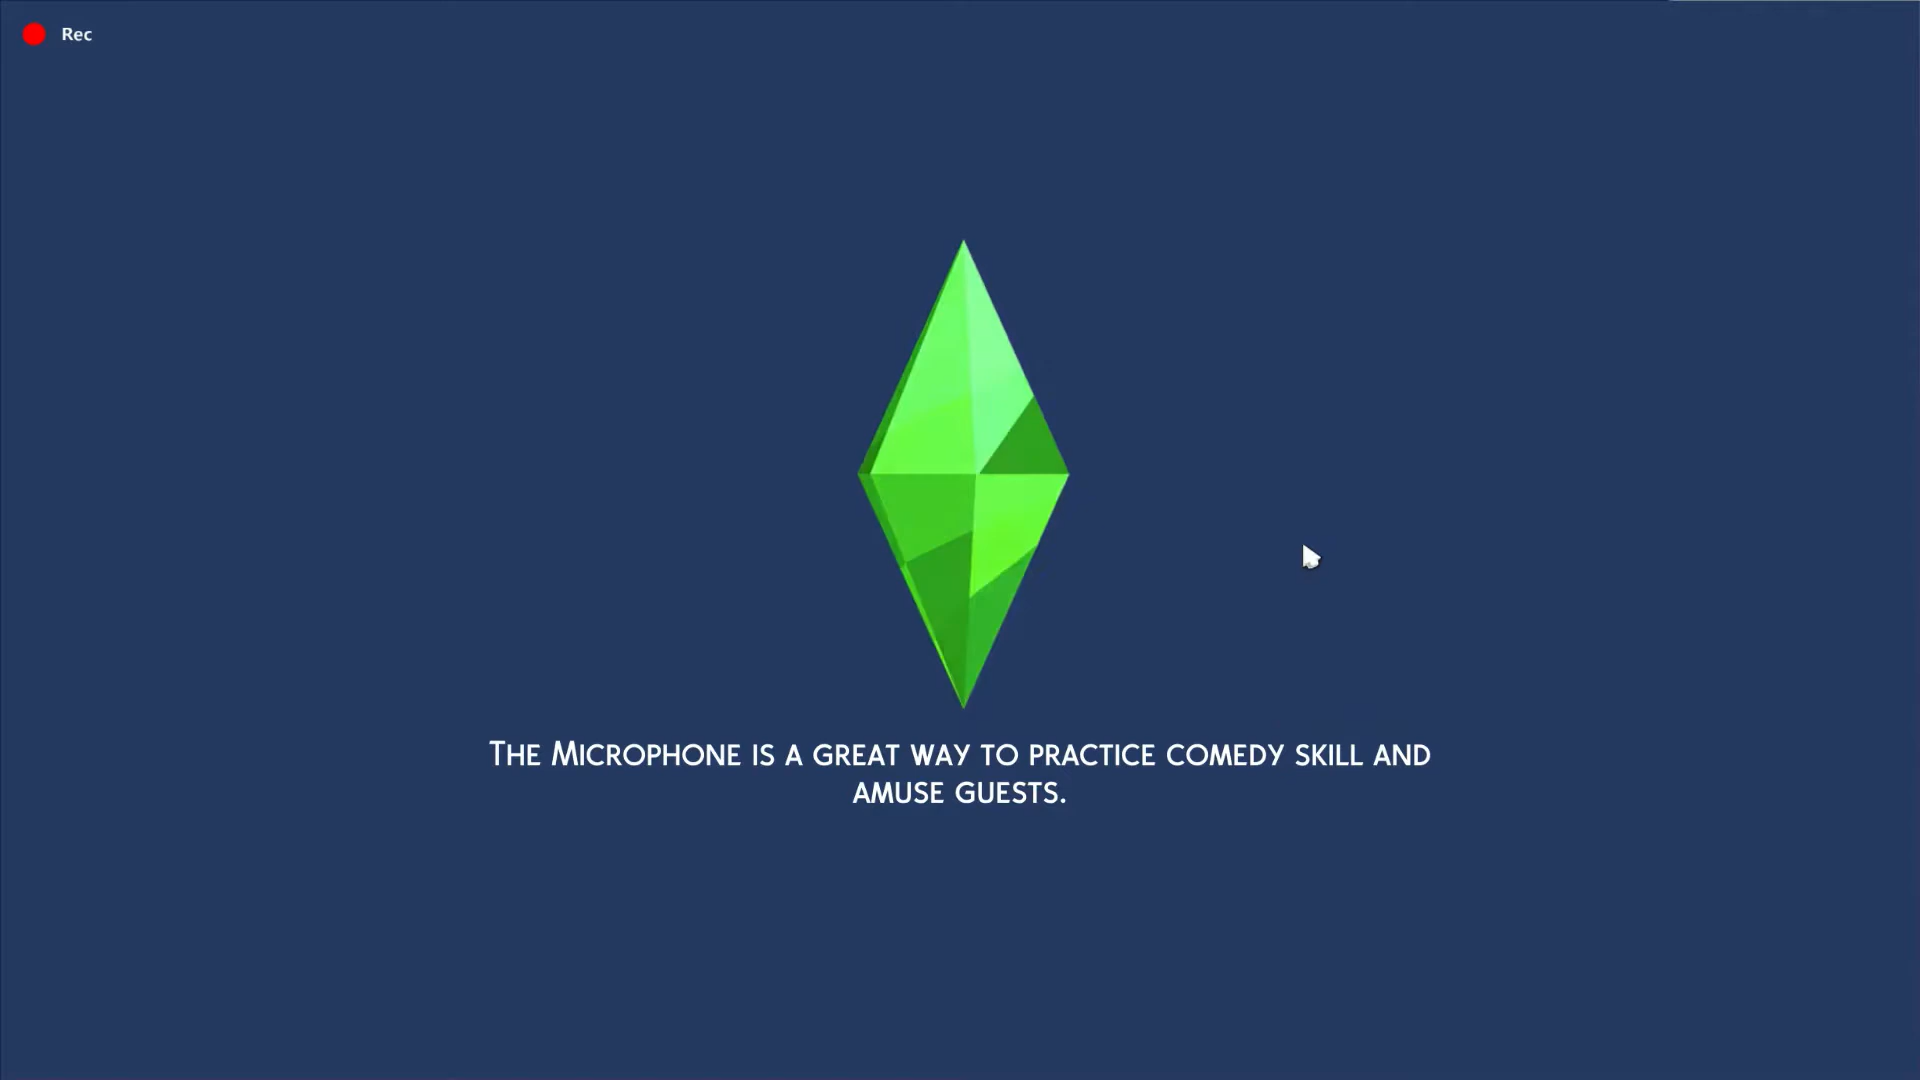 Rec
The Microphone is a great way to practice comedy skill and
amuse guests.